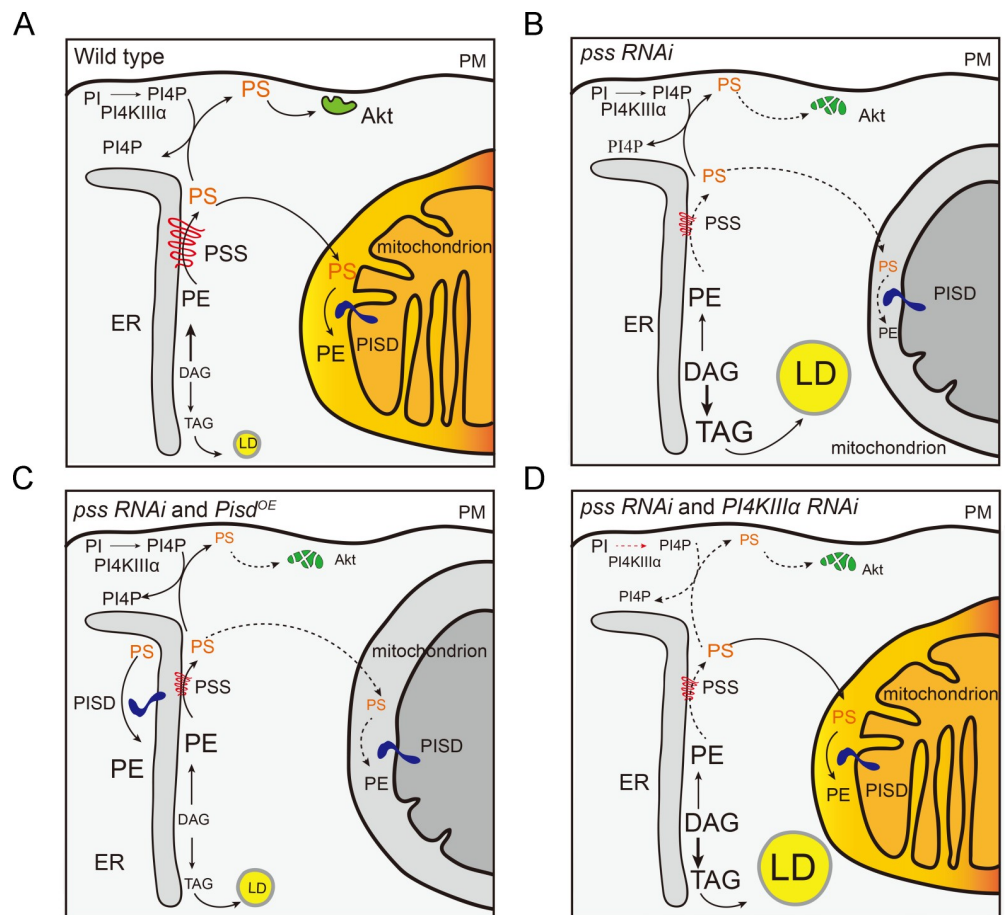 A
Wild type
PM
PI → PI4P
PI4KIIIα
PS
Akt
PI4P
PS
PSS
mitochondrion
PS
PE
ER
PE
PISD
DAG
TAG
LD
B
pss RNAi
PM
PI → PI4P
PI4KIIIα
PS
Akt
PI4P
PS
PSS
PS
PE
PISD
PE
ER
DAG
LD
TAG
mitochondrion
C
pss RNAi and Pisd^OE
PM
PI → PI4P
PI4KIIIα
PS
Akt
PI4P
PS
PS
mitochondrion
PSS
PISD
PS
PE
PE
PISD
PE
DAG
ER
TAG
LD
D
pss RNAi and PI4KIIIα RNAi
PM
PI → PI4P
PI4KIIIα
PS
Akt
PI4P
PS
PSS
mitochondrion
PS
PE
ER
PE
PISD
DAG
LD
TAG